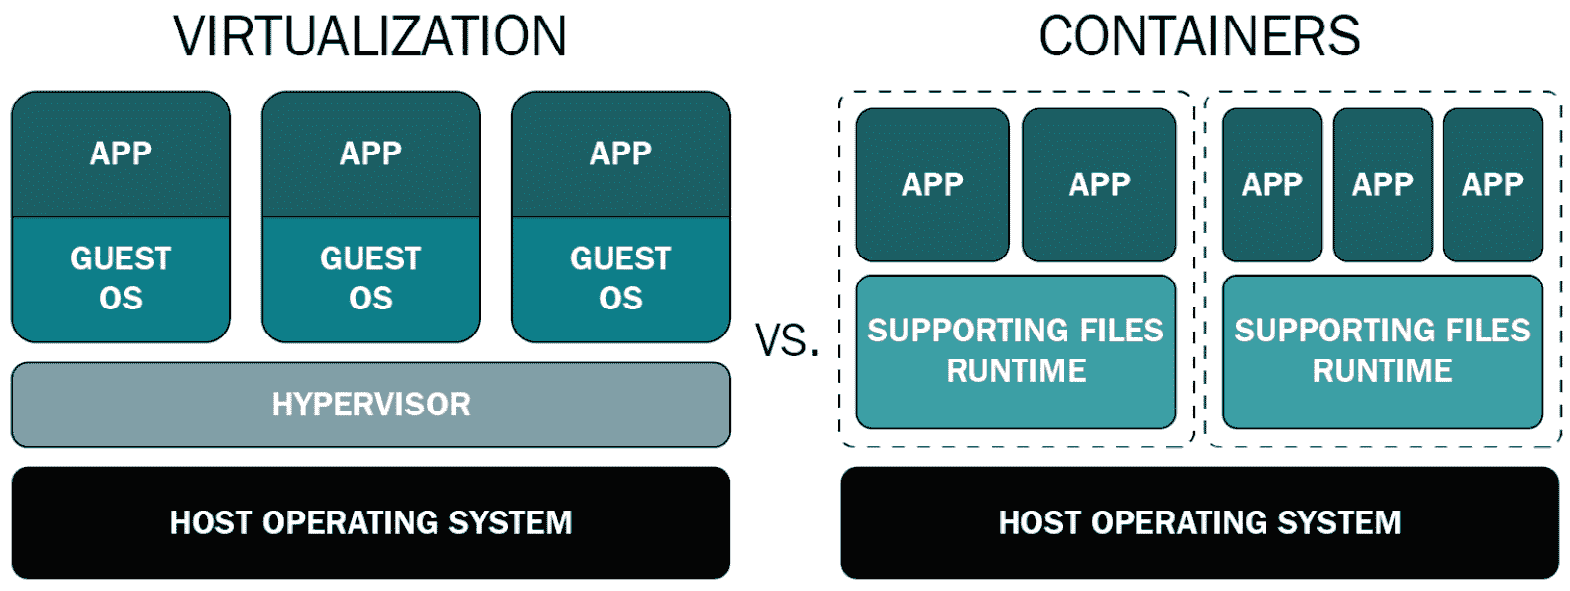 VIRTUALIZATION
APP
APP
APP
GUEST
OS
GUEST
OS
GUEST
OS
HYPERVISOR
HOST OPERATING SYSTEM
VS.
CONTAINERS
APP
APP
SUPPORTING FILES
RUNTIME
APP
APP
APP
SUPPORTING FILES
RUNTIME
HOST OPERATING SYSTEM